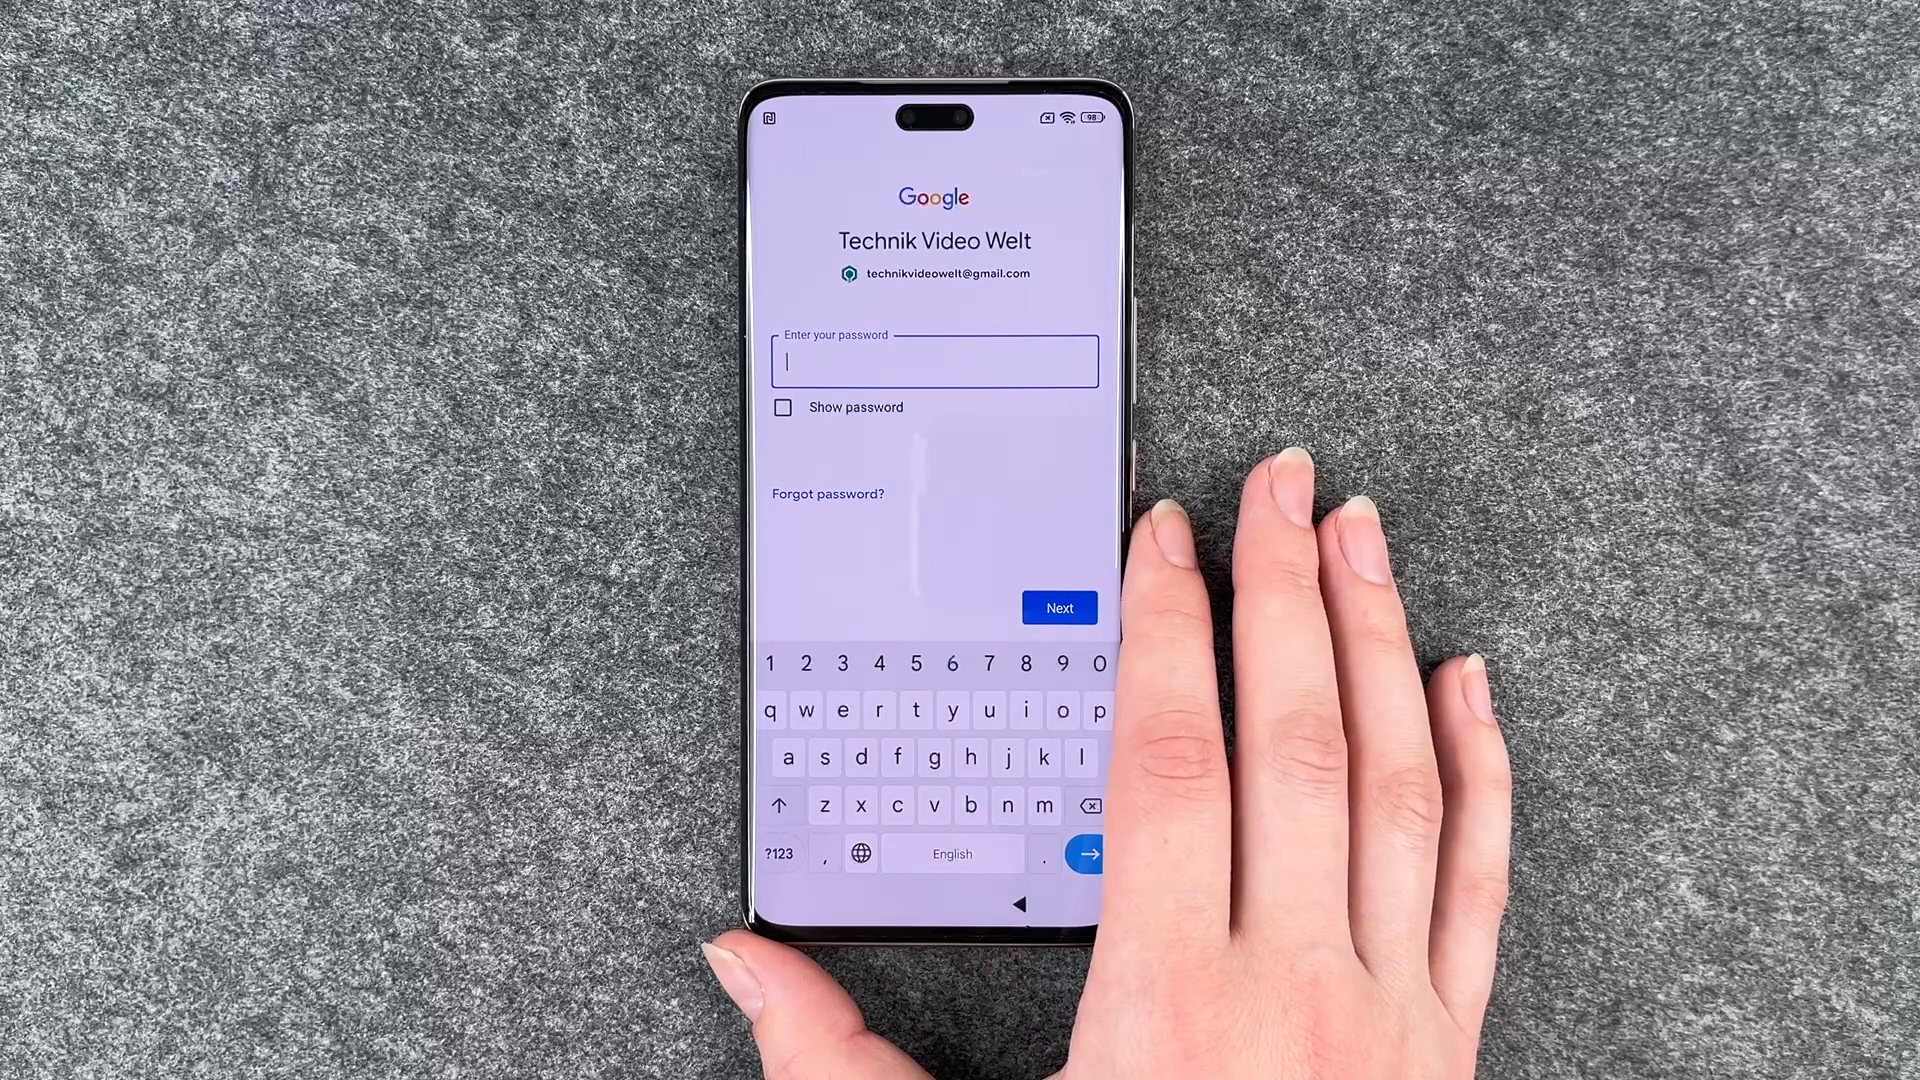 98
Google
Technik Video Welt
technikvideowelt@gmail.com
Enter your password
Show password
Forgot password?
Next
1 2 3 4 5 6 7 8 9 0
q w e r t y u i o p
a s d f g h j k l
z x c v b n m
?123 , English .